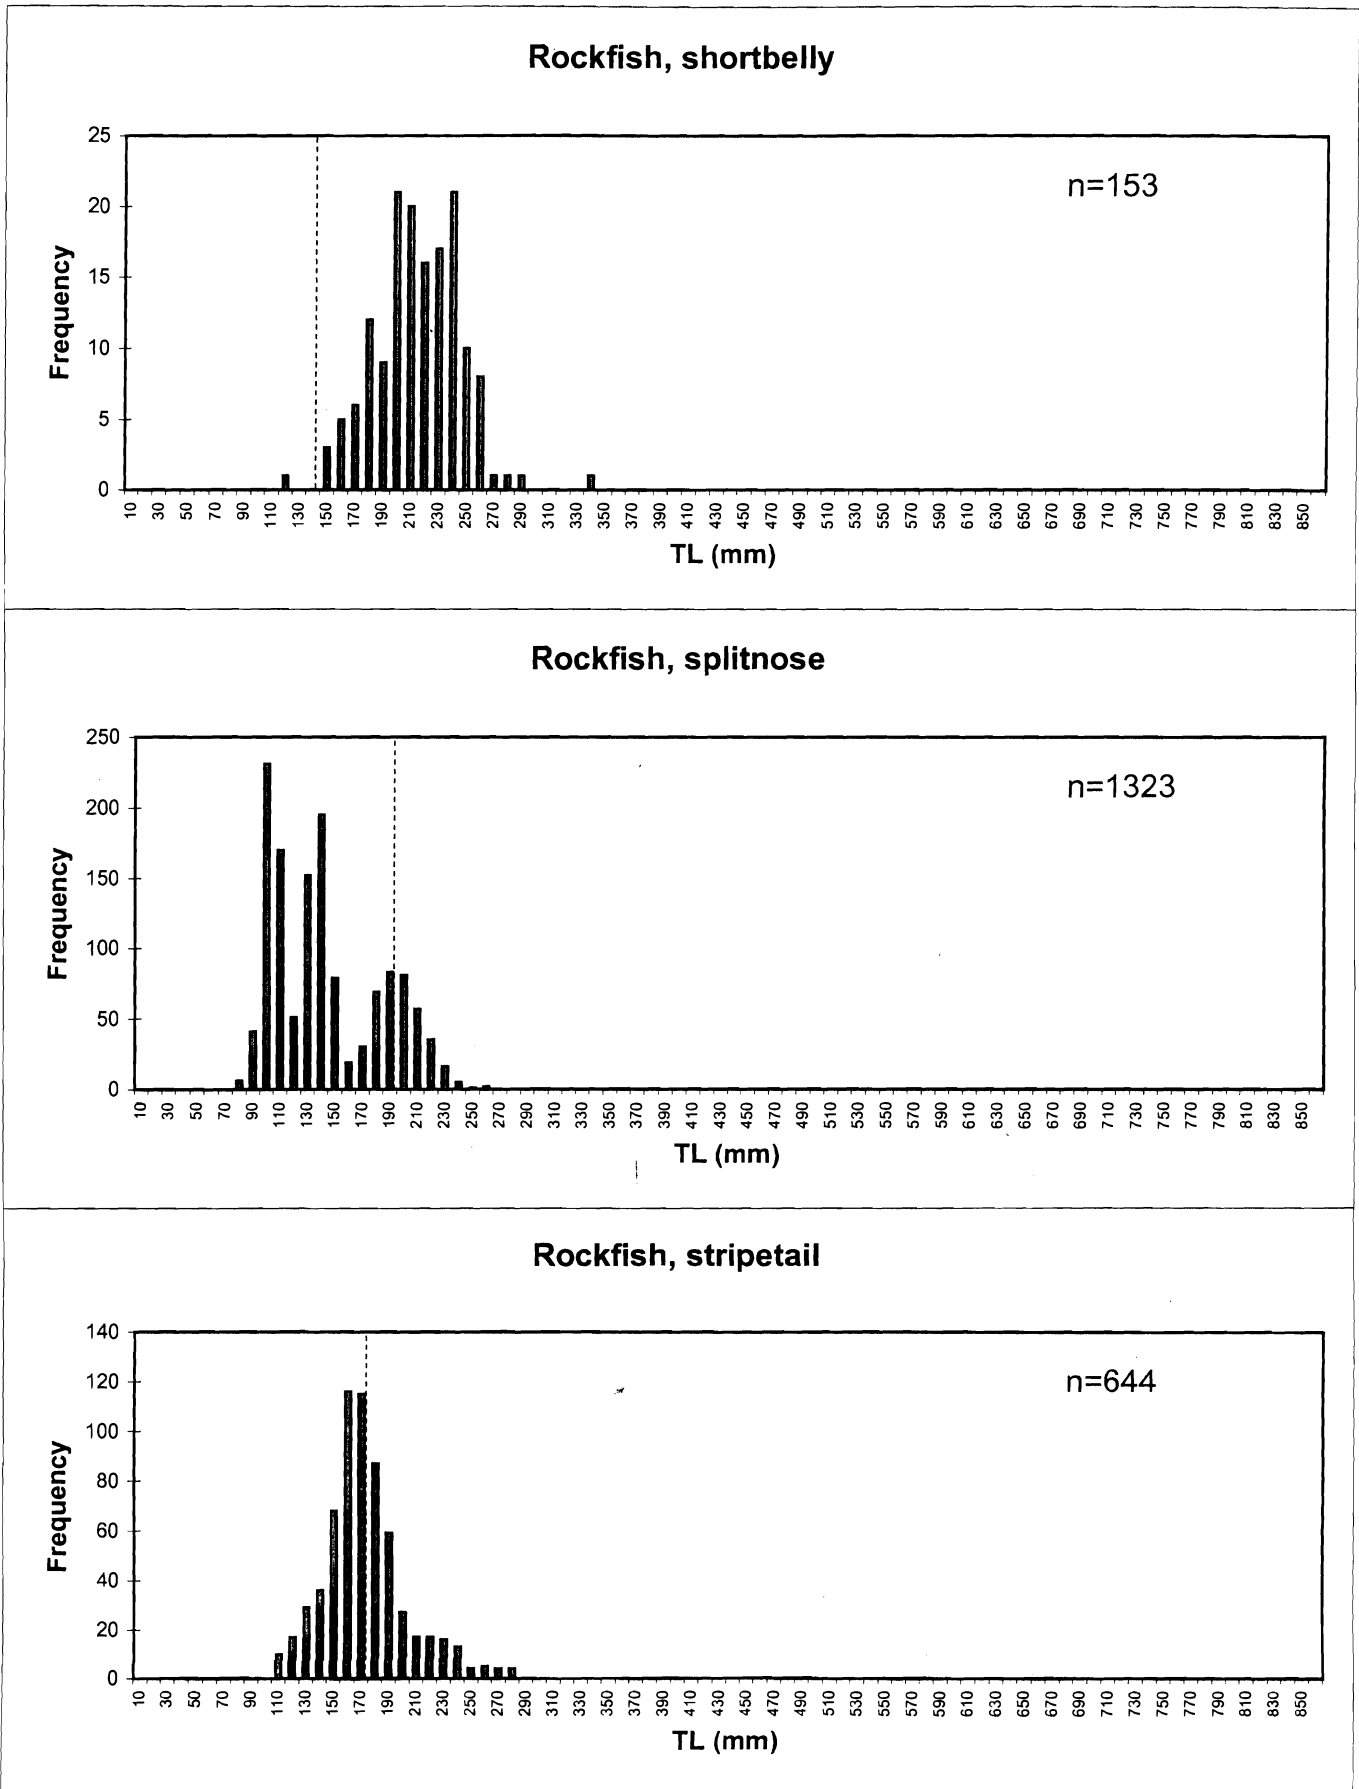 Rockfish, shortbelly
25
20
15
10
5
0
Frequency
n=153
10 30 50 70 90 110 130 150 170 190 210 230 250 270 290 310 330 350 370 390 410 430 450 470 490 510 530 550 570 590 610 630 650 670 690 710 730 750 770 790 810 830 850
TL (mm)
Rockfish, splitnose
250
200
150
100
50
0
Frequency
n=1323
10 30 50 70 90 110 130 150 170 190 210 230 250 270 290 310 330 350 370 390 410 430 450 470 490 510 530 550 570 590 610 630 650 670 690 710 730 750 770 790 810 830 850
TL (mm)
Rockfish, stripetail
140
120
100
80
60
40
20
0
Frequency
n=644
10 30 50 70 90 110 130 150 170 190 210 230 250 270 290 310 330 350 370 390 410 430 450 470 490 510 530 550 570 590 610 630 650 670 690 710 730 750 770 790 810 830 850
TL (mm)